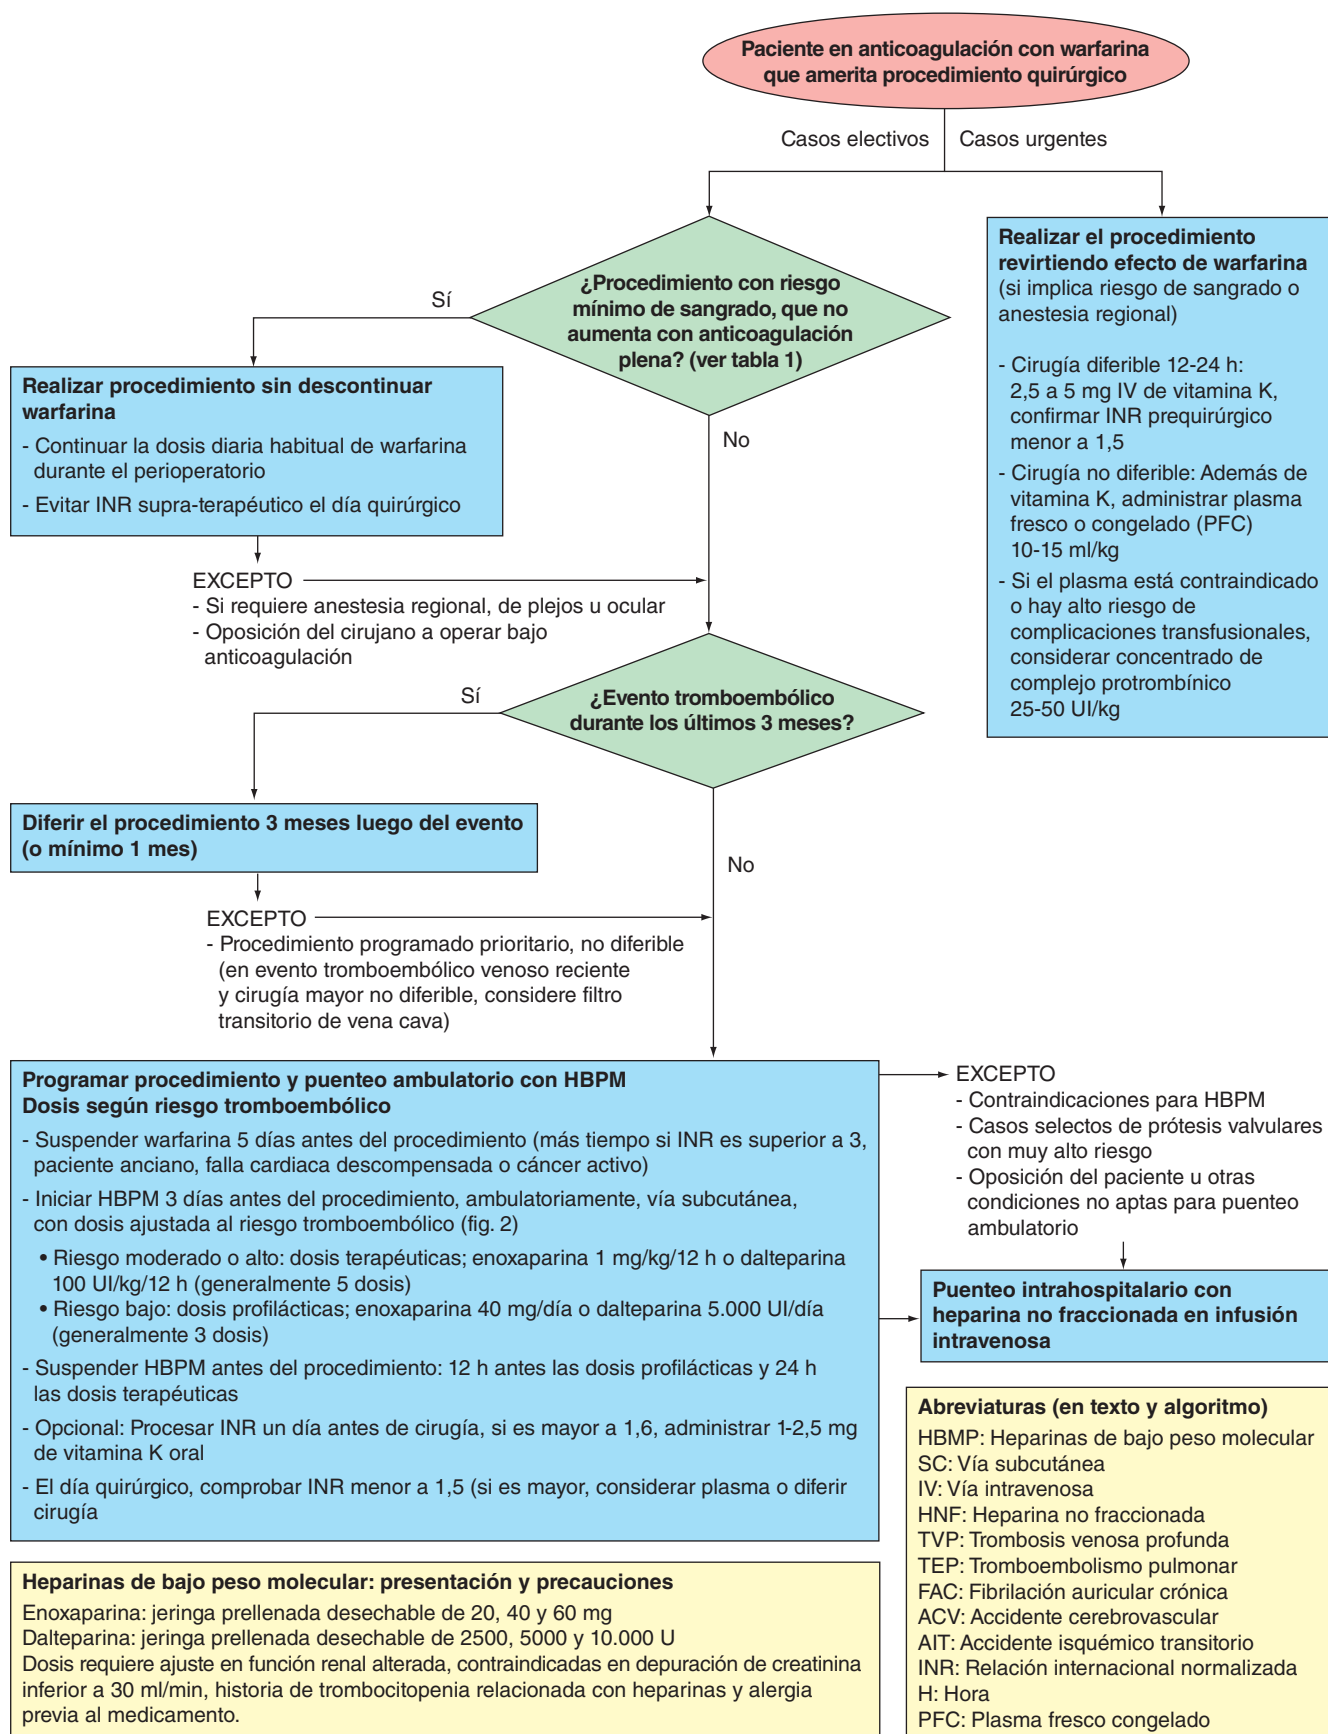 Paciente en anticoagulación con warfarina
que amerita procedimiento quirúrgico
Casos electivos
Casos urgentes
¿Procedimiento con riesgo
mínimo de sangrado, que no
aumenta con anticoagulación
plena? (ver tabla 1)
Sí
No
Realizar el procedimiento
revirtiendo efecto de warfarina
(si implica riesgo de sangrado o
anestesia regional)
- Cirugía diferible 12-24 h:
2,5 a 5 mg IV de vitamina K,
confirmar INR prequirúrgico
menor a 1,5
- Cirugía no diferible: Además de
vitamina K, administrar plasma
fresco o congelado (PFC)
10-15 ml/kg
- Si el plasma está contraindicado
o hay alto riesgo de
complicaciones transfusionales,
considerar concentrado de
complejo protrombínico
25-50 UI/kg
Realizar procedimiento sin descontinuar
warfarina
- Continuar la dosis diaria habitual de warfarina
durante el perioperatorio
- Evitar INR supra-terapéutico el día quirúrgico
EXCEPTO
- Si requiere anestesia regional, de plejos u ocular
- Oposición del cirujano a operar bajo
anticoagulación
¿Evento tromboembólico
durante los últimos 3 meses?
Sí
No
Diferir el procedimiento 3 meses luego del evento
(o mínimo 1 mes)
EXCEPTO
- Procedimiento programado prioritario, no diferible
(en evento tromboembólico venoso reciente
y cirugía mayor no diferible, considere filtro
transitorio de vena cava)
Programar procedimiento y puenteo ambulatorio con HBPM
Dosis según riesgo tromboembólico
- Suspender warfarina 5 días antes del procedimiento (más tiempo si INR es superior a 3,
paciente anciano, falla cardiaca descompensada o cáncer activo)
- Iniciar HBPM 3 días antes del procedimiento, ambulatoriamente, vía subcutánea,
con dosis ajustada al riesgo tromboembólico (fig. 2)
• Riesgo moderado o alto: dosis terapéuticas; enoxaparina 1 mg/kg/12 h o dalteparina
100 UI/kg/12 h (generalmente 5 dosis)
• Riesgo bajo: dosis profilácticas; enoxaparina 40 mg/día o dalteparina 5.000 UI/día
(generalmente 3 dosis)
- Suspender HBPM antes del procedimiento: 12 h antes las dosis profilácticas y 24 h
las dosis terapéuticas
- Opcional: Procesar INR un día antes de cirugía, si es mayor a 1,6, administrar 1-2,5 mg
de vitamina K oral
- El día quirúrgico, comprobar INR menor a 1,5 (si es mayor, considerar plasma o diferir
cirugía
EXCEPTO
- Contraindicaciones para HBPM
- Casos selectos de prótesis valvulares
con muy alto riesgo
- Oposición del paciente u otras
condiciones no aptas para puenteo
ambulatorio
Puenteo intrahospitalario con
heparina no fraccionada en infusión
intravenosa
Heparinas de bajo peso molecular: presentación y precauciones
Enoxaparina: jeringa prellenada desechable de 20, 40 y 60 mg
Dalteparina: jeringa prellenada desechable de 2500, 5000 y 10.000 U
Dosis requiere ajuste en función renal alterada, contraindicadas en depuración de creatinina
inferior a 30 ml/min, historia de trombocitopenia relacionada con heparinas y alergia
previa al medicamento.
Abreviaturas (en texto y algoritmo)
HBMP: Heparinas de bajo peso molecular
SC: Vía subcutánea
IV: Vía intravenosa
HNF: Heparina no fraccionada
TVP: Trombosis venosa profunda
TEP: Tromboembolismo pulmonar
FAC: Fibrilación auricular crónica
ACV: Accidente cerebrovascular
AIT: Accidente isquémico transitorio
INR: Relación internacional normalizada
H: Hora
PFC: Plasma fresco congelado